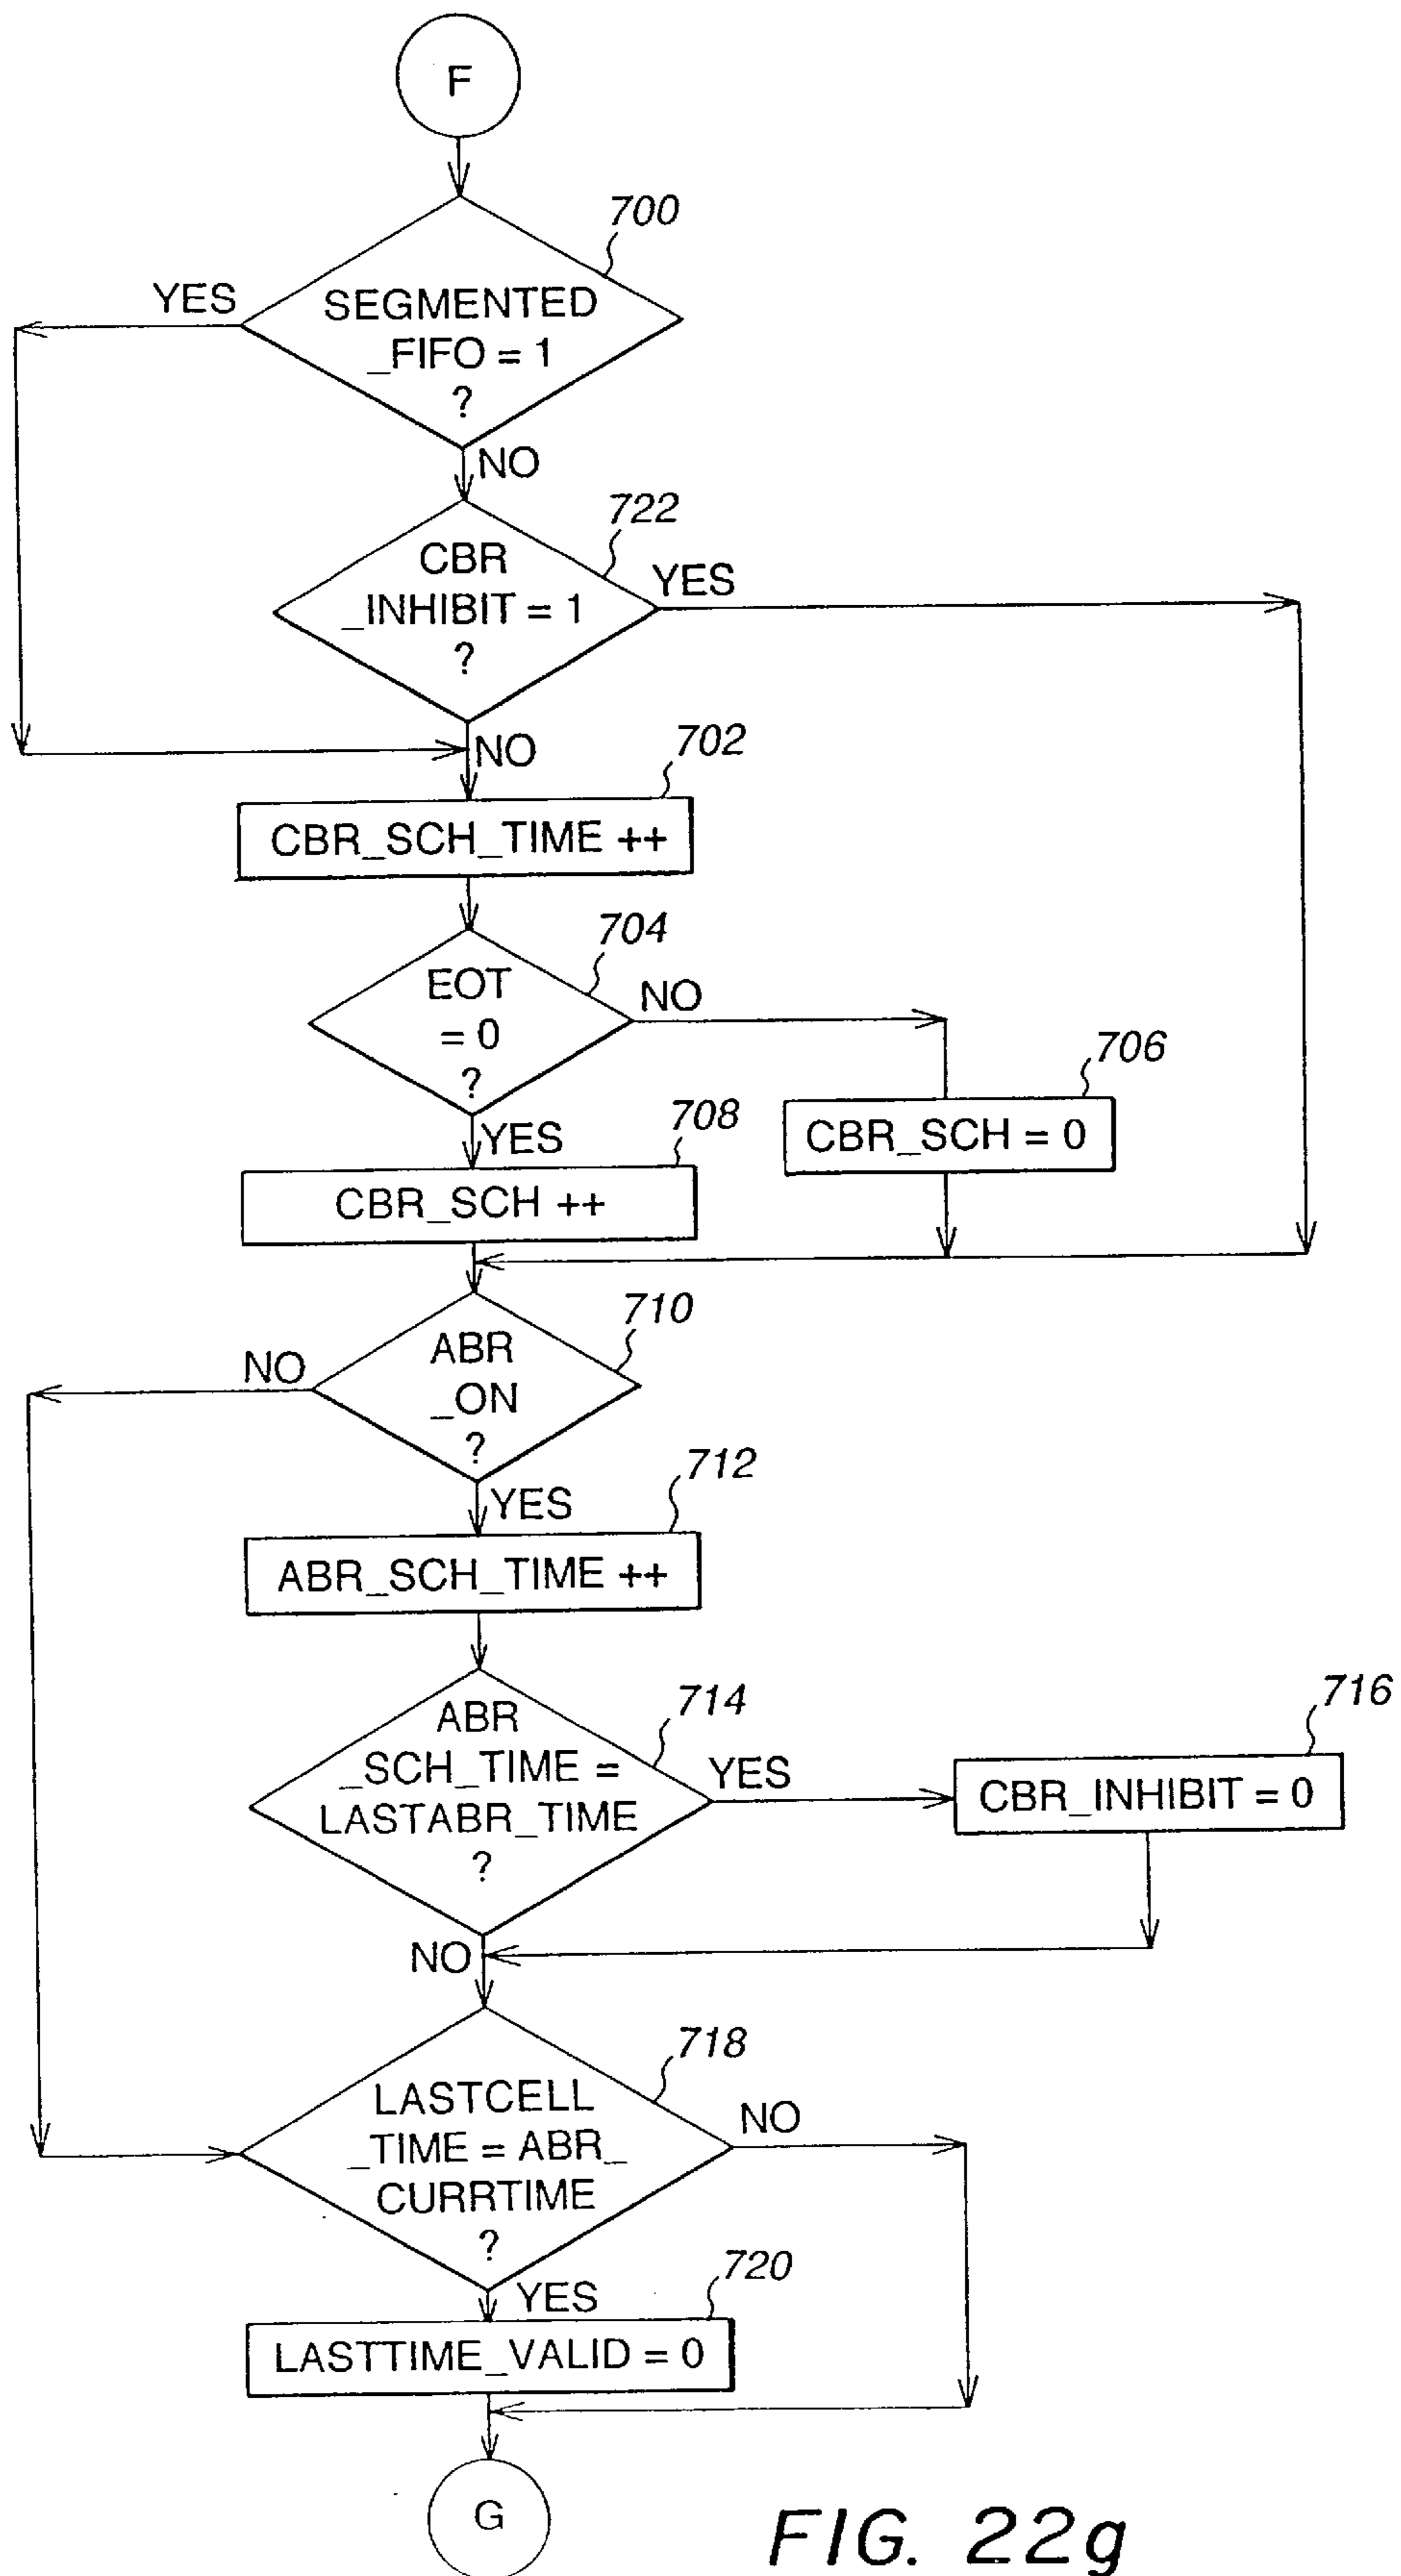 F
700
YES
SEGMENTED
_FIFO = 1
?
NO
722
CBR
_INHIBIT = 1
?
YES
NO
702
CBR_SCH_TIME ++
704
EOT
= 0
?
NO
706
CBR_SCH = 0
YES
708
CBR_SCH ++
710
ABR
_ON
?
NO
YES
712
ABR_SCH_TIME ++
714
ABR
_SCH_TIME =
LASTABR_TIME
?
YES
716
CBR_INHIBIT = 0
NO
718
LASTCELL
_TIME = ABR_
CURRTIME
?
NO
YES
720
LASTTIME_VALID = 0
G
FIG. 22g